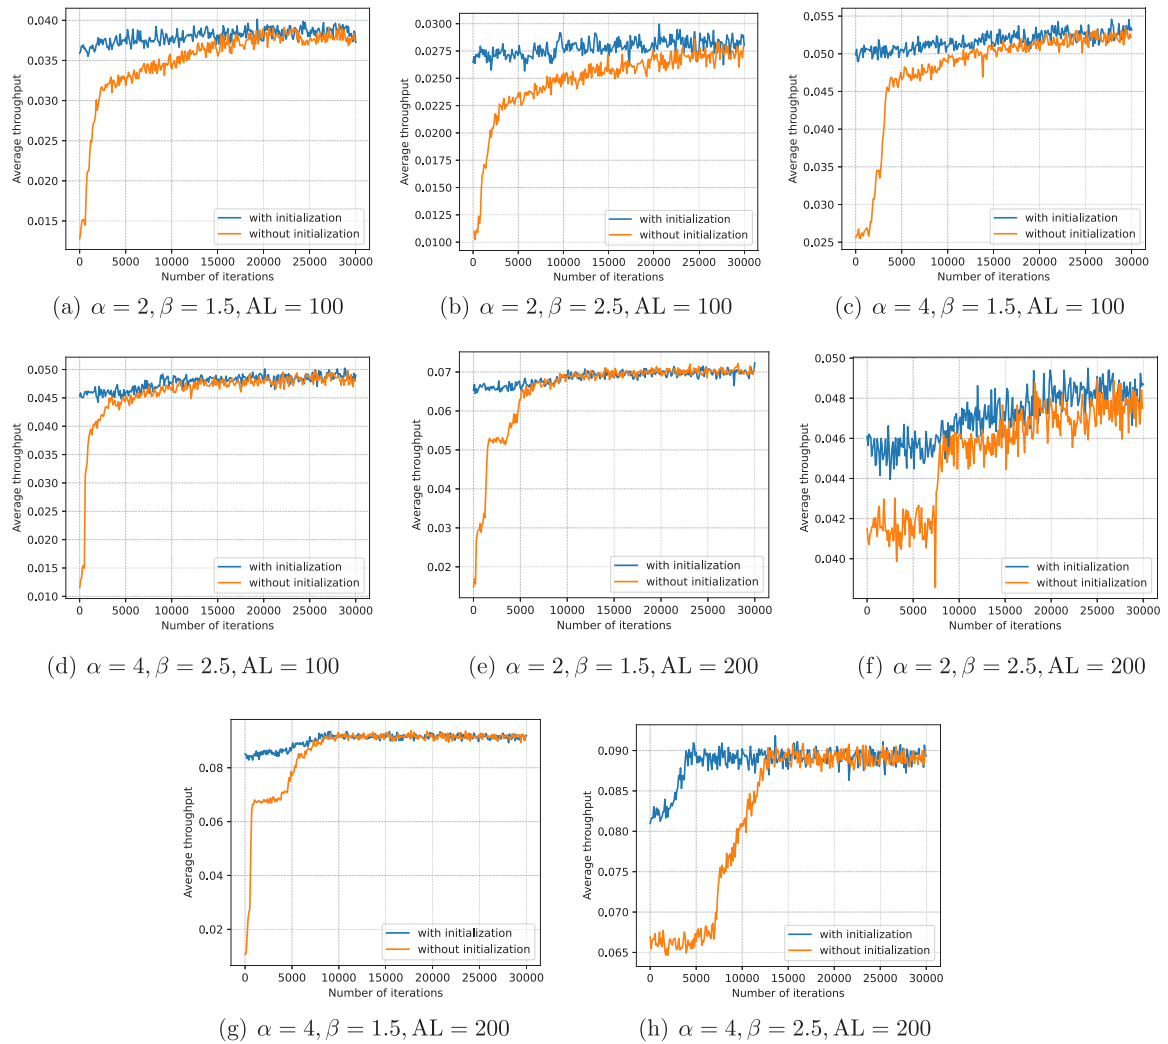 0.040
0.035
0.030
0.025
0.020
0.015
Average throughput
with initialization
without initialization
0 5000 10000 15000 20000 25000 30000
Number of iterations
(a) α = 2, β = 1.5, AL = 100
0.0300
0.0275
0.0250
0.0225
0.0200
0.0175
0.0150
0.0125
0.0100
Average throughput
with initialization
without initialization
0 5000 10000 15000 20000 25000 30000
Number of iterations
(b) α = 2, β = 2.5, AL = 100
0.055
0.050
0.045
0.040
0.035
0.030
0.025
Average throughput
with initialization
without initialization
0 5000 10000 15000 20000 25000 30000
Number of iterations
(c) α = 4, β = 1.5, AL = 100
0.050
0.045
0.040
0.035
0.030
0.025
0.020
0.015
0.010
Average throughput
with initialization
without initialization
0 5000 10000 15000 20000 25000 30000
Number of iterations
(d) α = 4, β = 2.5, AL = 100
0.07
0.06
0.05
0.04
0.03
0.02
Average throughput
with initialization
without initialization
0 5000 10000 15000 20000 25000 30000
Number of iterations
(e) α = 2, β = 1.5, AL = 200
0.050
0.048
0.046
0.044
0.042
0.040
Average throughput
with initialization
without initialization
0 5000 10000 15000 20000 25000 30000
Number of iterations
(f) α = 2, β = 2.5, AL = 200
0.08
0.06
0.04
0.02
Average throughput
with initialization
without initialization
0 5000 10000 15000 20000 25000 30000
Number of iterations
(g) α = 4, β = 1.5, AL = 200
0.090
0.085
0.080
0.075
0.070
0.065
Average throughput
with initialization
without initialization
0 5000 10000 15000 20000 25000 30000
Number of iterations
(h) α = 4, β = 2.5, AL = 200